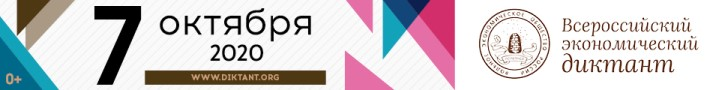 7
октября
2020
WWW.DIKTANT.ORG
0+
Всероссийский
экономический
диктант